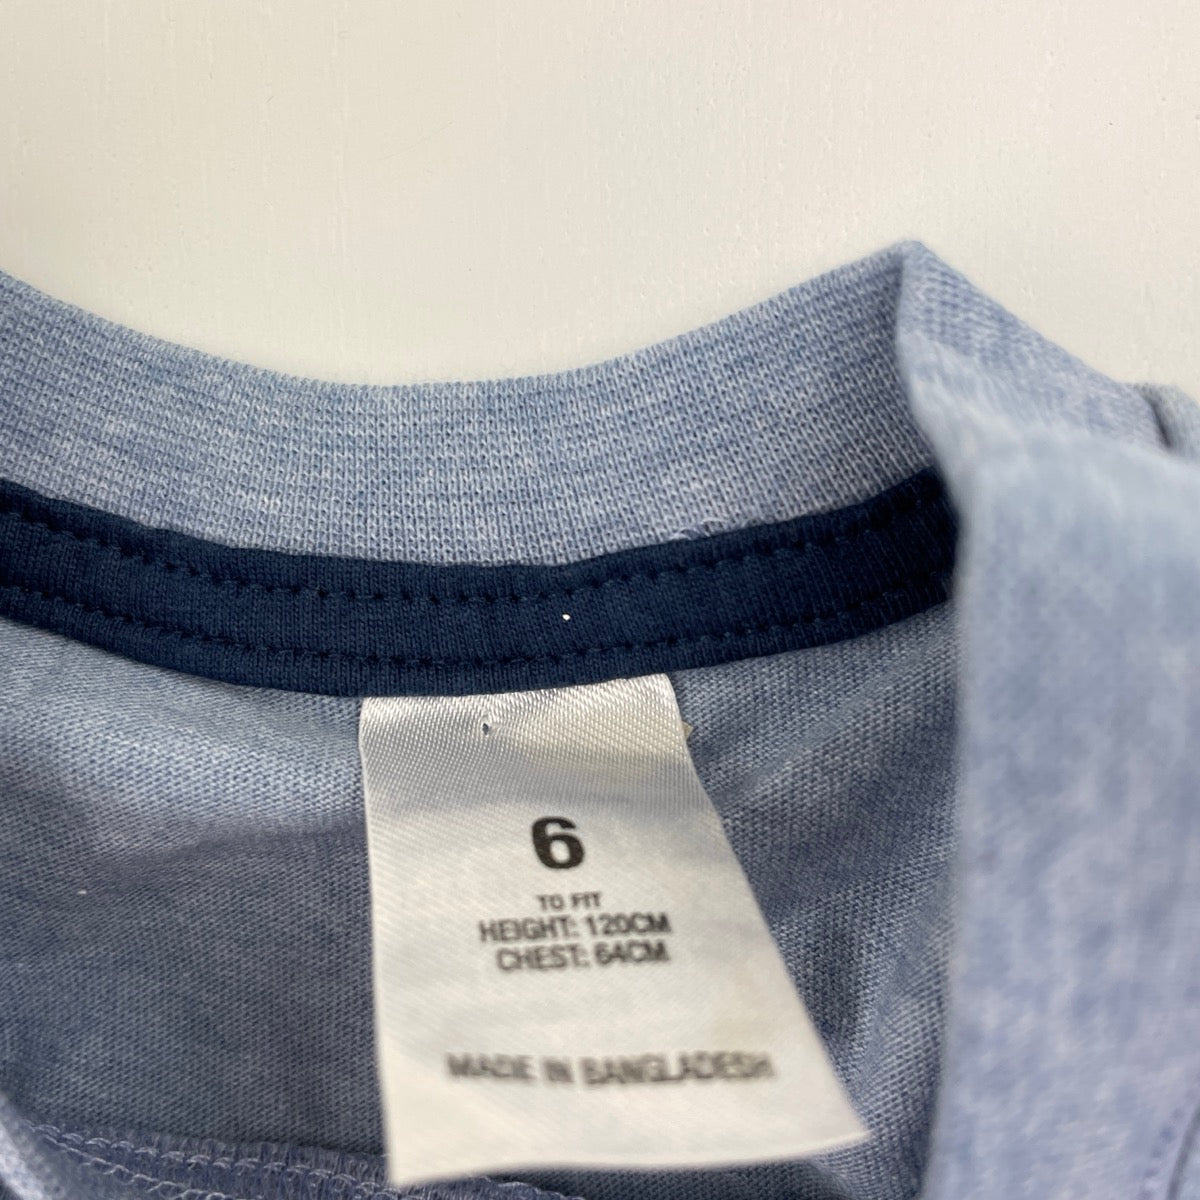 6
TO FIT
HEIGHT: 120CM
CHEST: 64CM
MADE IN BANGLADESH